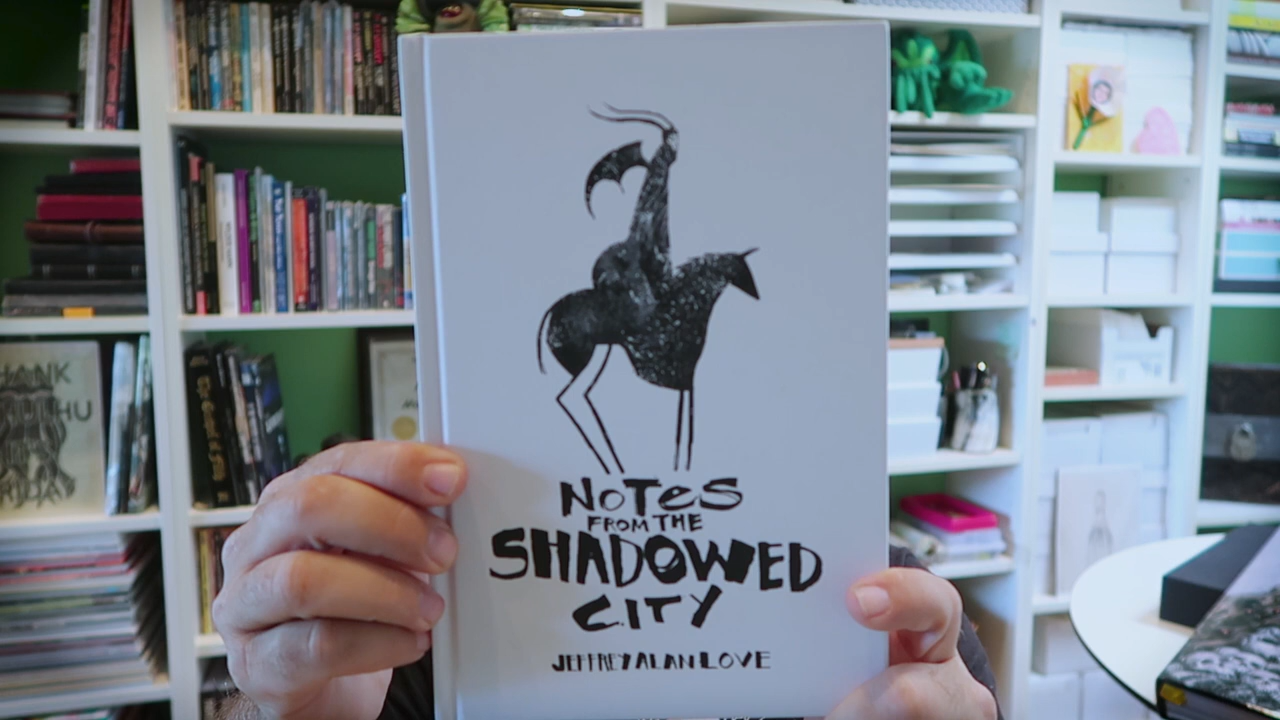 NOTES
FROM THE
SHADOWED
CITY
JEFFREY ALAN LOVE